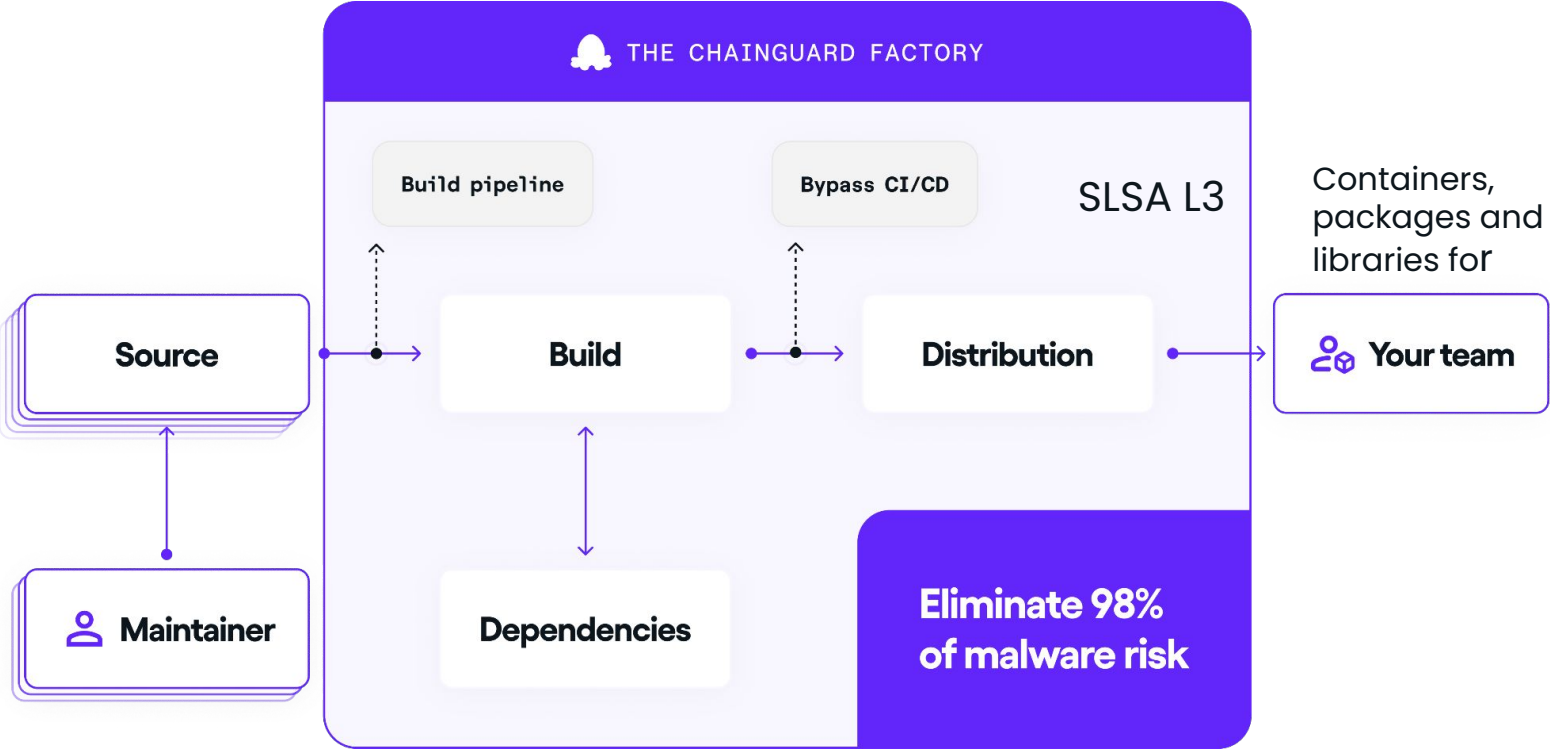 THE CHAINGUARD FACTORY
Build pipeline
Bypass CI/CD
SLSA L3
Containers,
packages and
libraries for
Source
Build
Distribution
Your team
Maintainer
Dependencies
Eliminate 98%
of malware risk